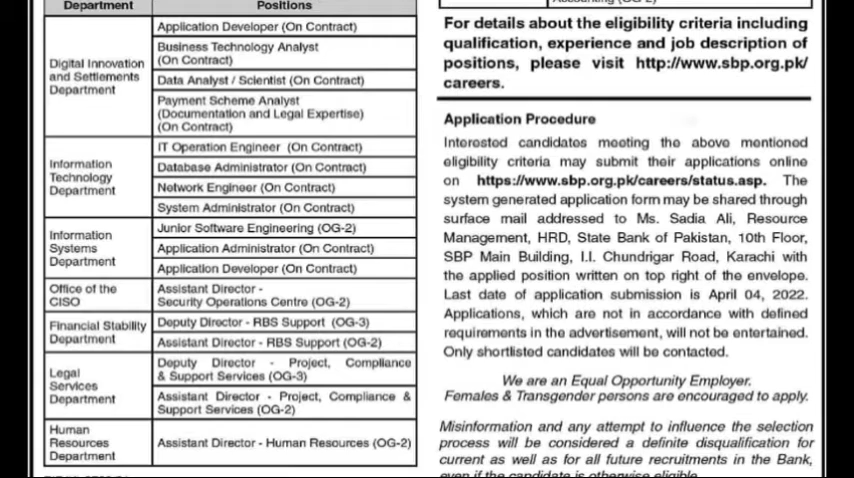 Department Positions
Digital Innovation
and Settlements
Department
Application Developer (On Contract)
Business Technology Analyst
(On Contract)
Data Analyst / Scientist (On Contract)
Payment Scheme Analyst
(Documentation and Legal Expertise)
(On Contract)
Information
Technology
Department
IT Operation Engineer (On Contract)
Database Administrator (On Contract)
Network Engineer (On Contract)
System Administrator (On Contract)
Information
Systems
Department
Junior Software Engineering (OG-2)
Application Administrator (On Contract)
Application Developer (On Contract)
Office of the
CISO
Assistant Director -
Security Operations Centre (OG-2)
Financial Stability
Department
Deputy Director - RBS Support (OG-3)
Assistant Director - RBS Support (OG-2)
Legal
Services
Department
Deputy Director - Project, Compliance
& Support Services (OG-3)
Assistant Director - Project, Compliance &
Support Services (OG-2)
Human
Resources
Department
Assistant Director - Human Resources (OG-2)
Accounting (OG-2)
For details about the eligibility criteria including
qualification, experience and job description of
positions, please visit http://www.sbp.org.pk/
careers.
Application Procedure
Interested candidates meeting the above mentioned
eligibility criteria may submit their applications online
on https://www.sbp.org.pk/careers/status.asp. The
system generated application form may be shared through
surface mail addressed to Ms. Sadia Ali, Resource
Management, HRD, State Bank of Pakistan, 10th Floor,
SBP Main Building, I.I. Chundrigar Road, Karachi with
the applied position written on top right of the envelope.
Last date of application submission is April 04, 2022.
Applications, which are not in accordance with defined
requirements in the advertisement, will not be entertained.
Only shortlisted candidates will be contacted.
We are an Equal Opportunity Employer.
Females & Transgender persons are encouraged to apply.
Misinformation and any attempt to influence the selection
process will be considered a definite disqualification for
current as well as for all future recruitments in the Bank,
even if the candidate is otherwise eligible.